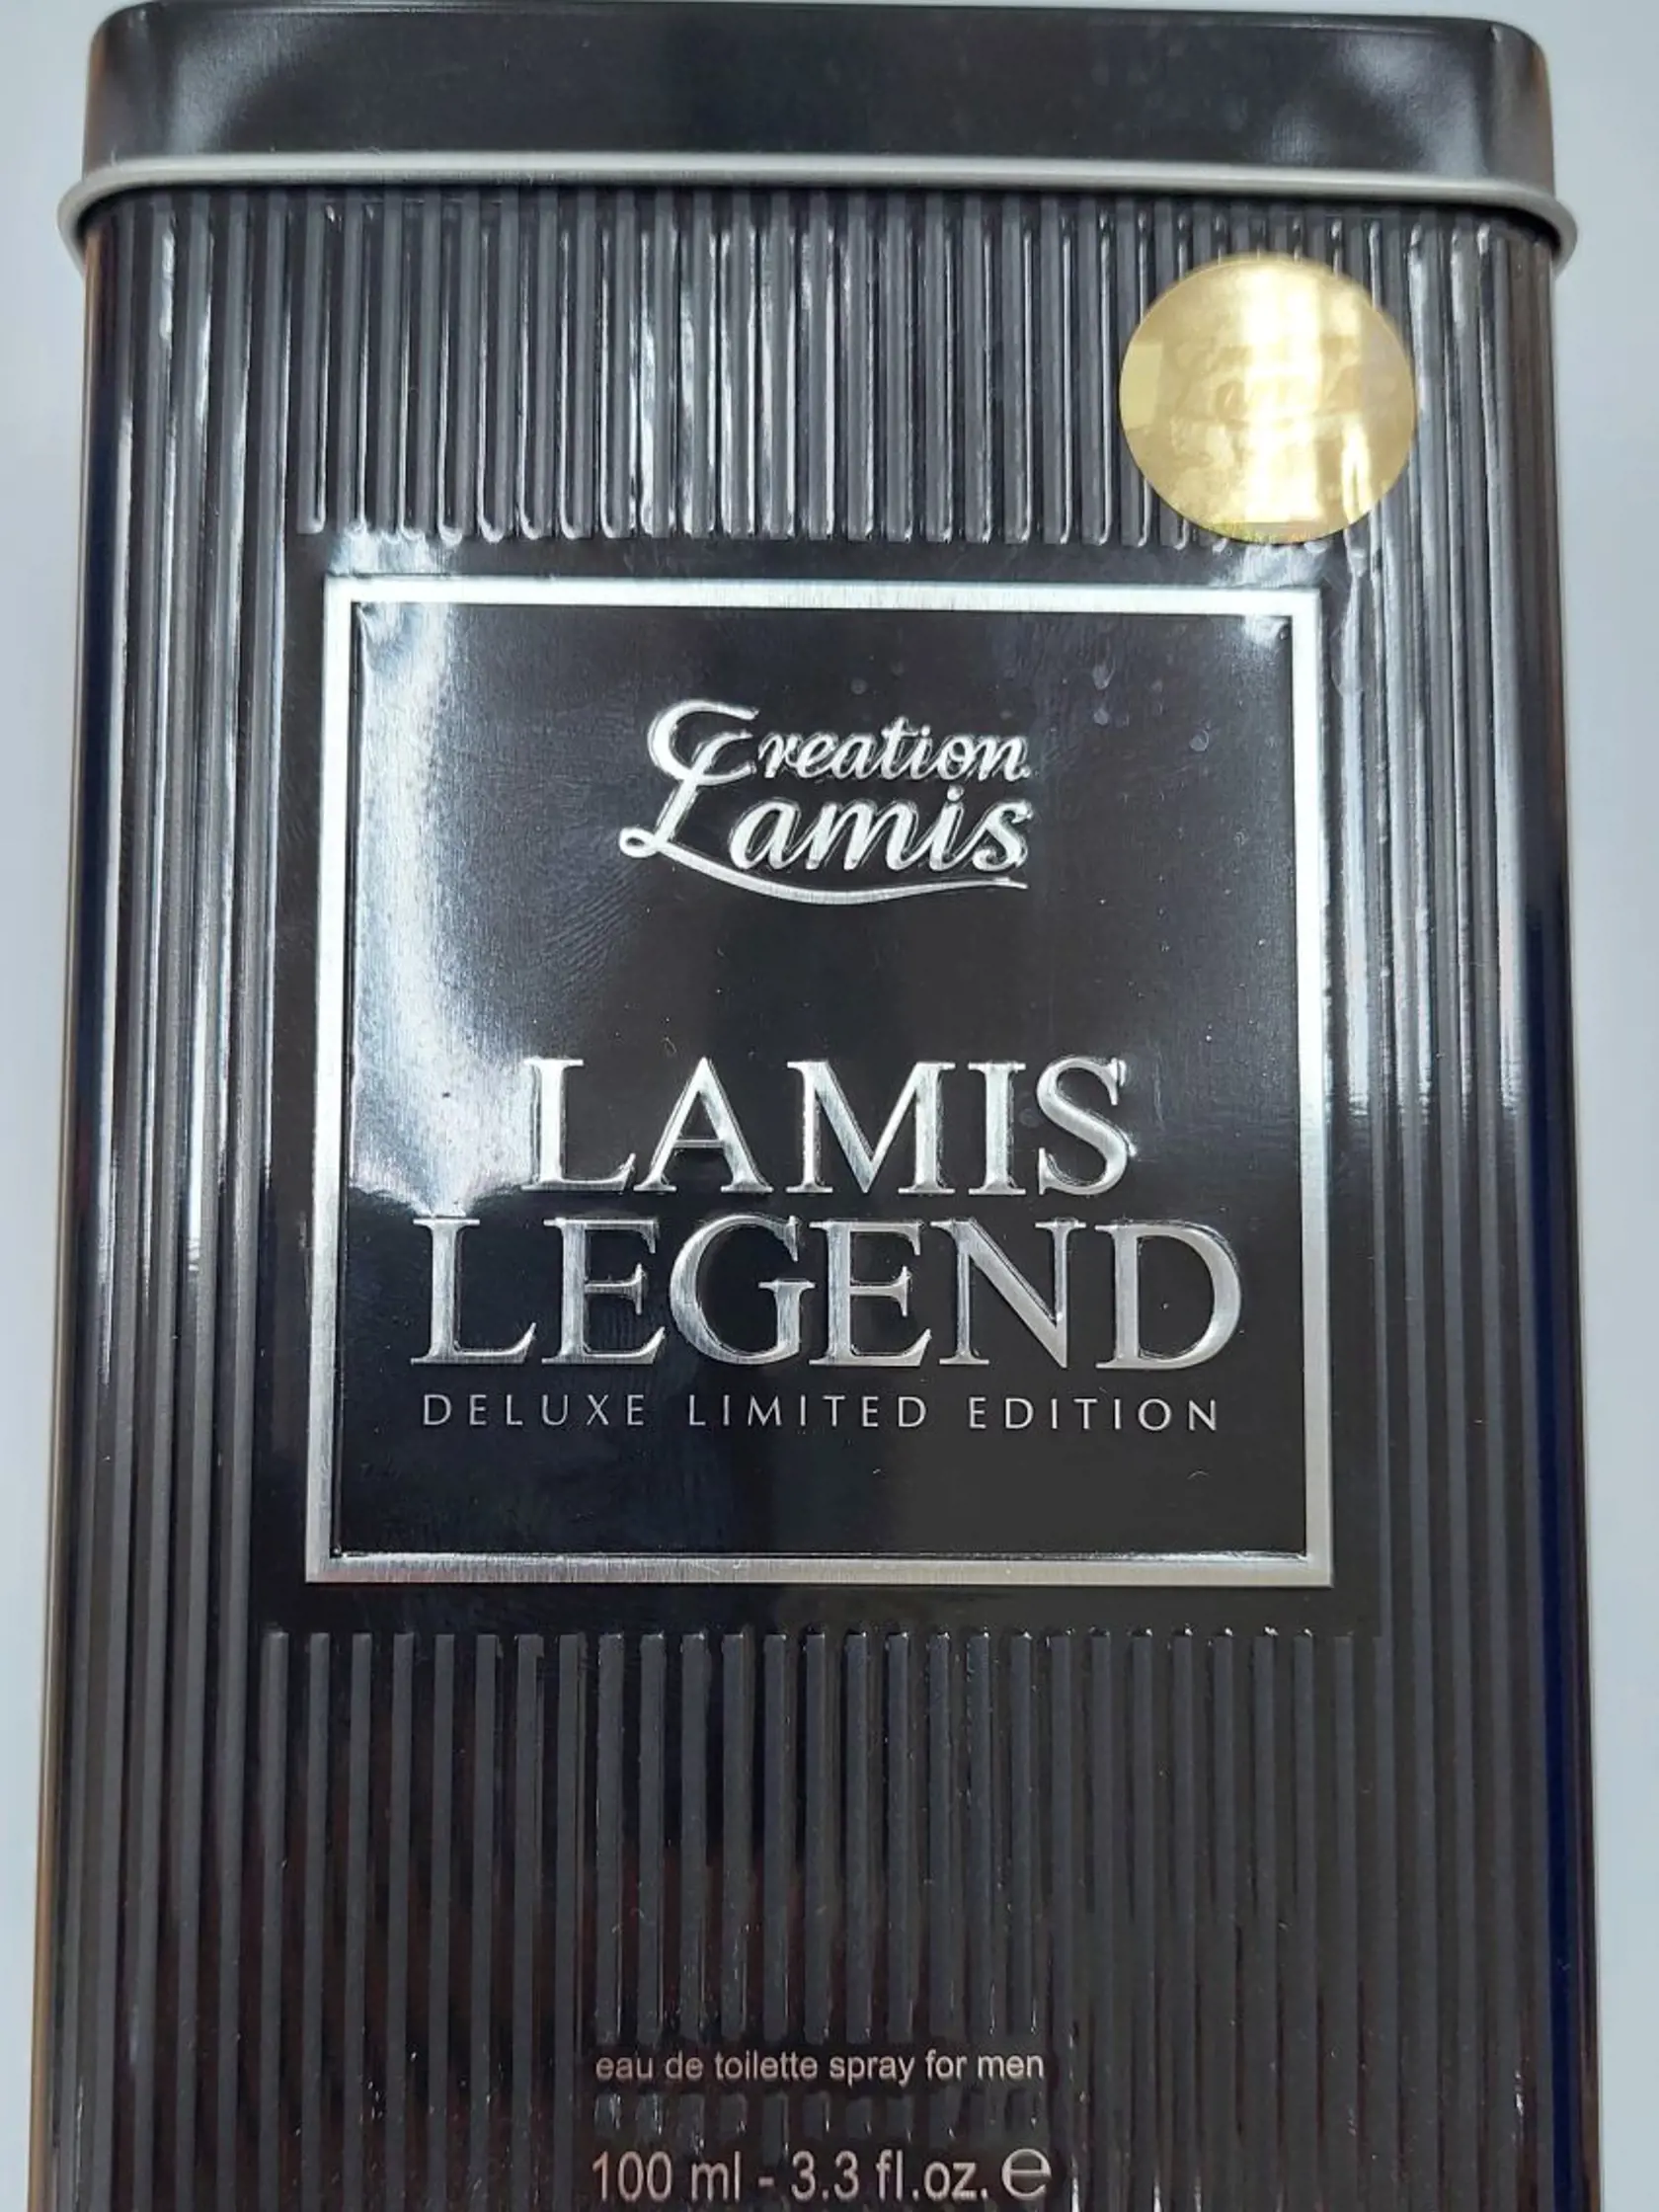 Creation
Lamis
LAMIS
LEGEND
DELUXE LIMITED EDITION
eau de toilette spray for men
100 ml - 3.3 fl.oz. ℮